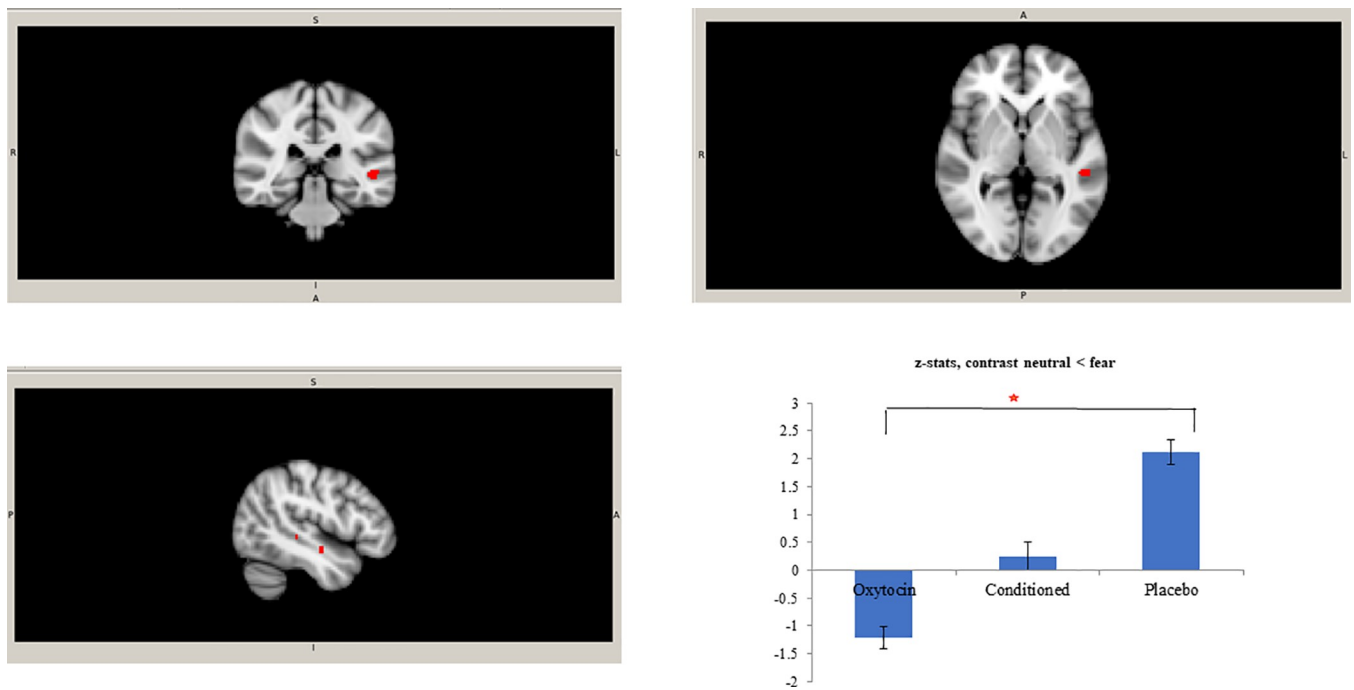 S
R
L
I
A
A
R
L
P
S
P
A
I
z-stats, contrast neutral < fear
*
3
2.5
2
1.5
1
0.5
0
-0.5
-1
-1.5
-2
Oxytocin
Conditioned
Placebo